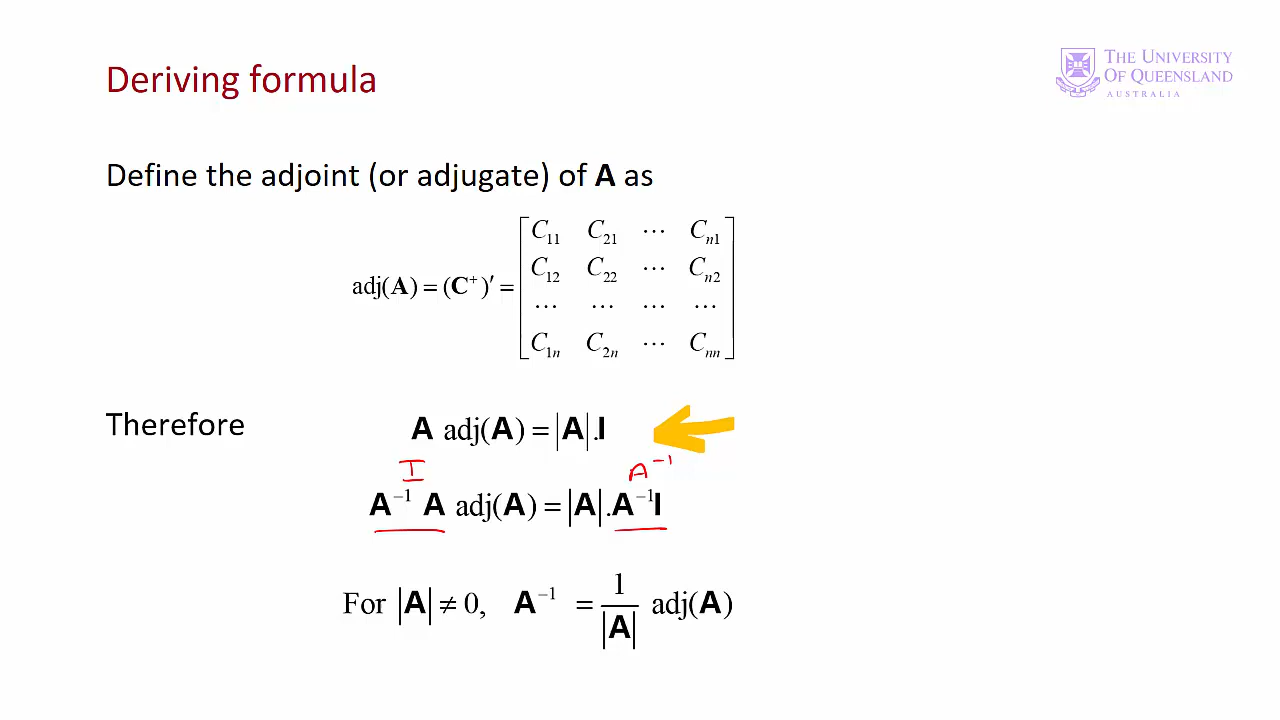 Deriving formula
THE UNIVERSITY
OF QUEENSLAND
AUSTRALIA
Define the adjoint (or adjugate) of A as
adj(A) = (C⁺)′ = [C₁₁ C₂₁ ⋯ Cₙ₁
C₁₂ C₂₂ ⋯ Cₙ₂
⋯ ⋯ ⋯ ⋯
C₁ₙ C₂ₙ ⋯ Cₙₙ]
Therefore A adj(A) = |A|.I
I A⁻¹
A⁻¹ A adj(A) = |A|.A⁻¹I
For |A| ≠ 0, A⁻¹ = 1/|A| adj(A)